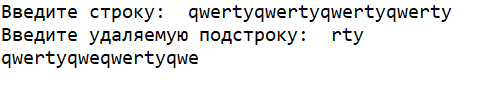 Введите строку:  qwertyqwertyqwertyqwerty
Введите удаляемую подстроку:  rty
qwertyqweqwertyqwe